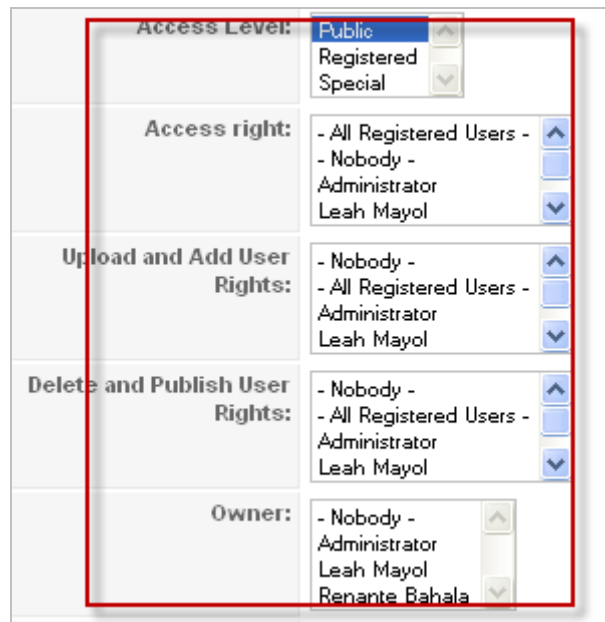 Access Level:
Public
Registered
Special
Access right:
- All Registered Users -
- Nobody -
Administrator
Leah Mayol
Upload and Add User
Rights:
- Nobody -
- All Registered Users -
Administrator
Leah Mayol
Delete and Publish User
Rights:
- Nobody -
- All Registered Users -
Administrator
Leah Mayol
Owner:
- Nobody -
Administrator
Leah Mayol
Renante Bahala